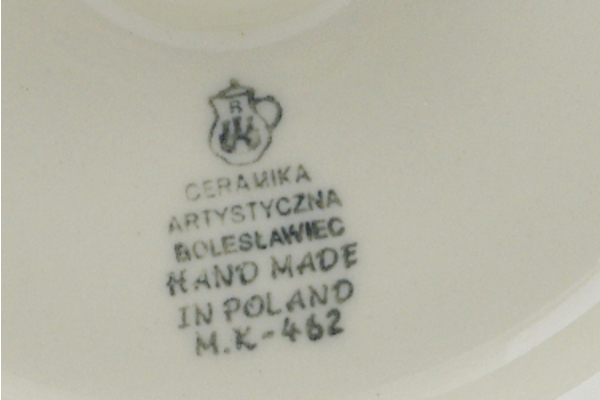 CERAMIKA
ARTYSTYCZNA
BOLESŁAWIEC
HAND MADE
IN POLAND
M.K-462